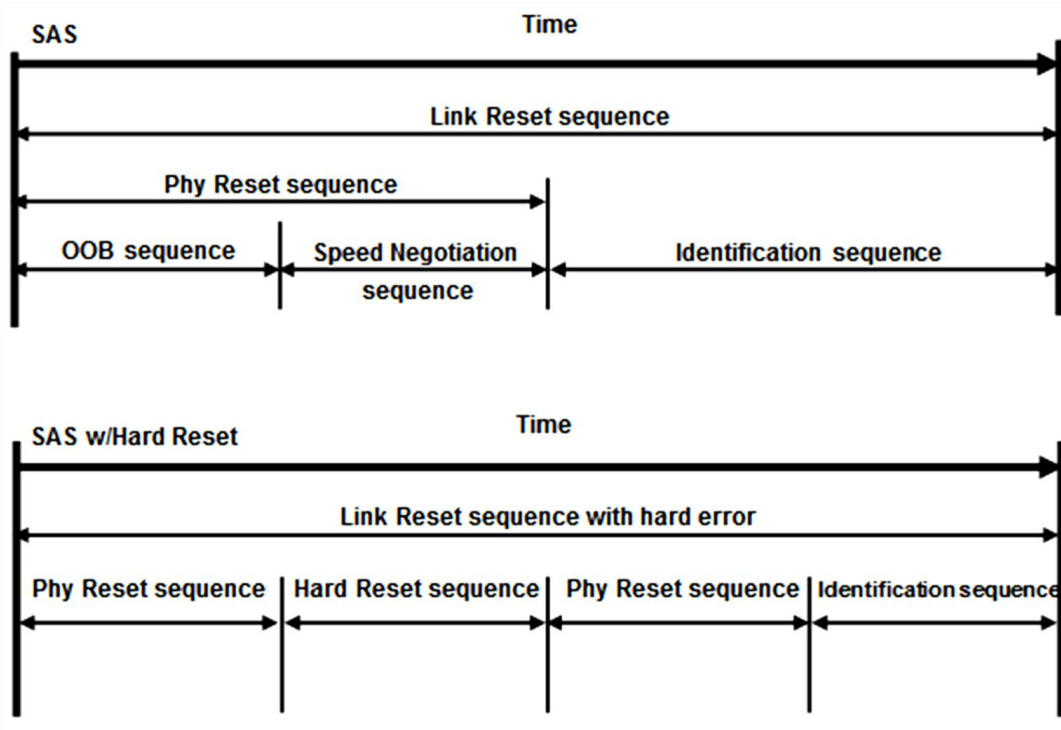 SAS
Time
Link Reset sequence
Phy Reset sequence
OOB sequence
Speed Negotiation
sequence
Identification sequence
SAS w/Hard Reset
Time
Link Reset sequence with hard error
Phy Reset sequence
Hard Reset sequence
Phy Reset sequence
Identification sequence